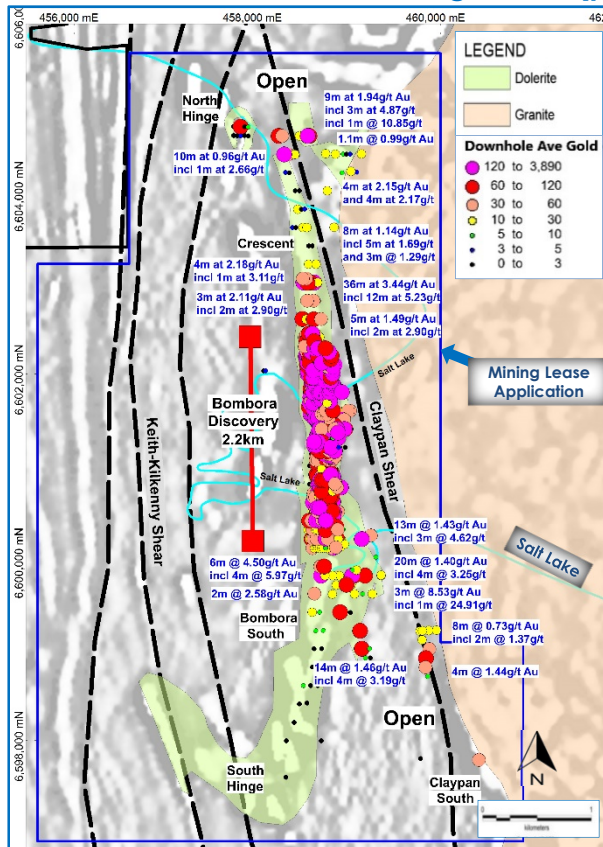 456,000 mE
458,000 mE
460,000 mE
6,606
6,604,000 mN
6,602,000 mN
6,600,000 mN
6,598,000 mN
LEGEND
Dolerite
Granite
Downhole Ave Gold
120 to 3,890
60 to 120
30 to 60
10 to 30
5 to 10
3 to 5
0 to 3
Open
North
Hinge
9m at 1.94g/t Au
incl 3m at 4.87g/t
incl 1m @ 10.85g/t
1.1m @ 0.99g/t Au
10m at 0.96g/t Au
incl 1m at 2.66g/t
4m at 2.15g/t Au
and 4m at 2.17g/t
Crescent
8m at 1.14g/t Au
incl 5m at 1.69g/t
and 3m @ 1.29g/t
4m at 2.18g/t Au
incl 1m at 3.11g/t
3m at 2.11g/t Au
incl 2m at 2.90g/t
36m at 3.44g/t Au
incl 12m at 5.23g/t
5m at 1.49g/t Au
incl 2m at 2.90g/t
Mining Lease
Application
Salt Lake
Bombora
Discovery
2.2km
Keith-Kilkenny Shear
Claypan Shear
Salt Lake
13m @ 1.43g/t Au
incl 3m @ 4.62g/t
Salt Lake
6m @ 4.50g/t Au
incl 4m @ 5.97g/t
2m @ 2.58g/t Au
20m @ 1.40g/t Au
incl 4m @ 3.25g/t
3m @ 8.53g/t Au
incl 1m @ 24.91g/t
Bombora
South
8m @ 0.73g/t Au
incl 2m @ 1.37g/t
14m @ 1.46g/t Au
incl 4m @ 3.19g/t
4m @ 1.44g/t Au
Open
South
Hinge
Claypan
South
N
0
1
kilometers